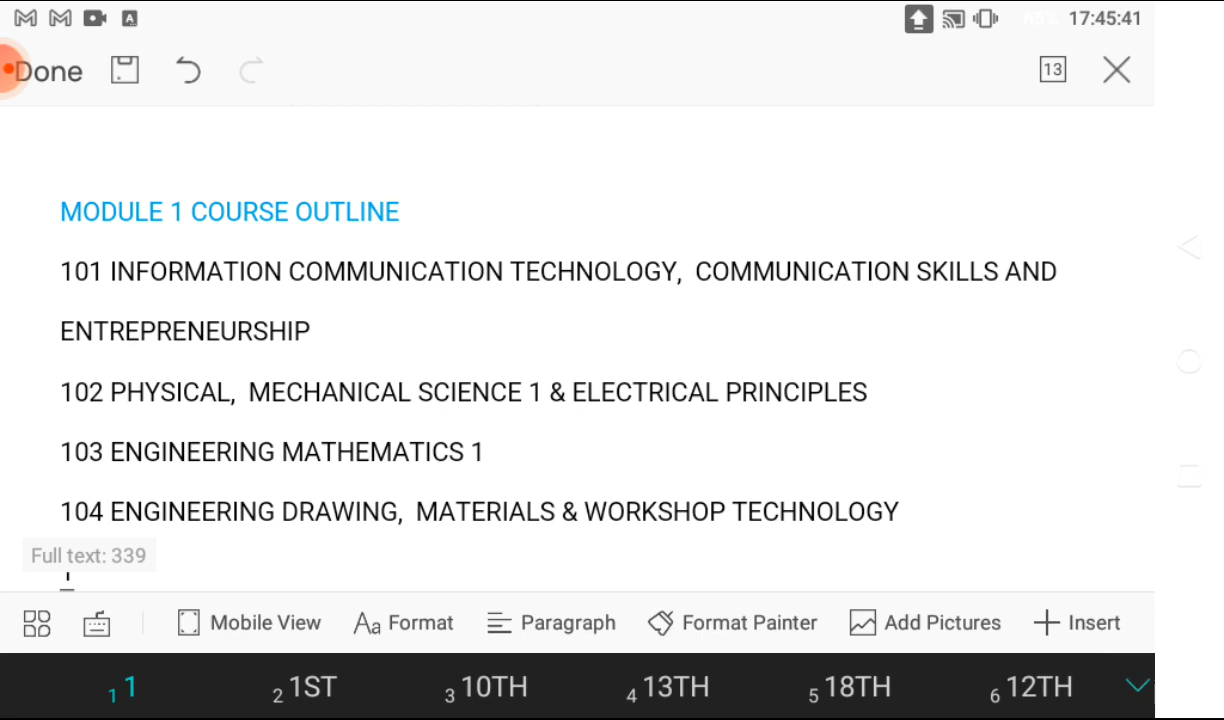 17:45:41
Done
13
MODULE 1 COURSE OUTLINE
101 INFORMATION COMMUNICATION TECHNOLOGY,  COMMUNICATION SKILLS AND
ENTREPRENEURSHIP
102 PHYSICAL,  MECHANICAL SCIENCE 1 & ELECTRICAL PRINCIPLES
103 ENGINEERING MATHEMATICS 1
104 ENGINEERING DRAWING,  MATERIALS & WORKSHOP TECHNOLOGY
Full text: 339
Mobile View Aa Format Paragraph Format Painter Add Pictures Insert
1 1 2 1ST 3 10TH 4 13TH 5 18TH 6 12TH